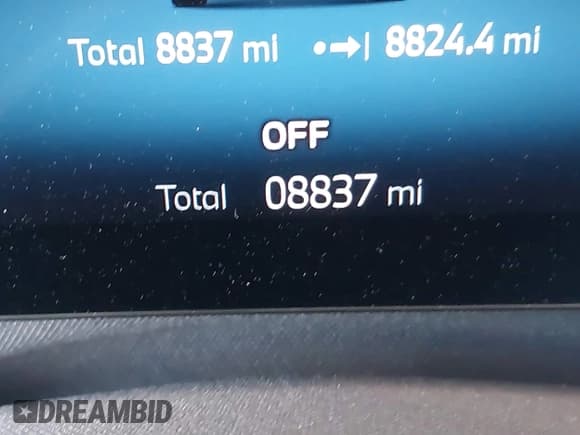 Total 8837 mi •➞| 8824.4 mi
OFF
Total 08837 mi
DREAMBID